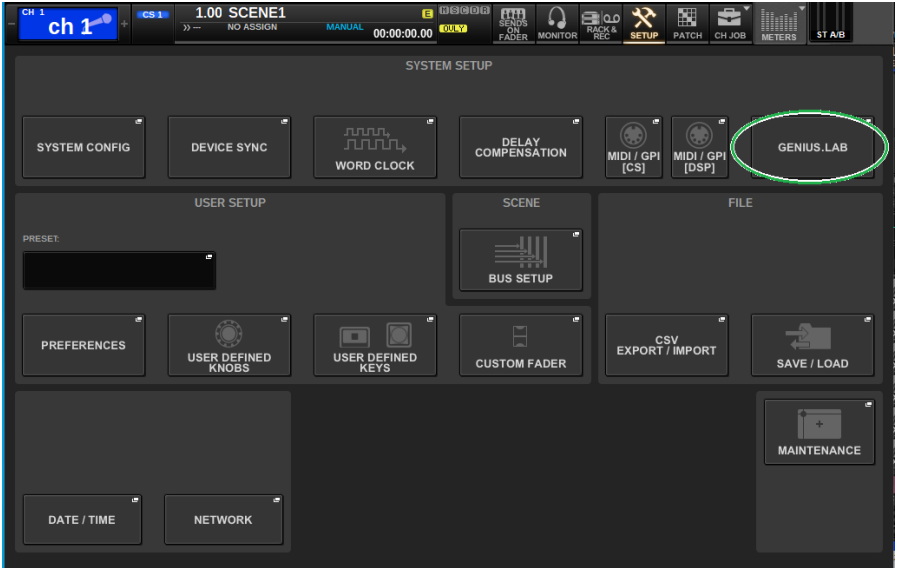 CH 1
ch 1
CS 1
1.00 SCENE1
NO ASSIGN
MANUAL
E
00:00:00.00
OVLY
SENDS
ON
FADER
MONITOR
RACK &
REC
SETUP
PATCH
CH JOB
METERS
ST A/B
SYSTEM SETUP
SYSTEM CONFIG
DEVICE SYNC
WORD CLOCK
DELAY
COMPENSATION
MIDI / GPI
[CS]
MIDI / GPI
[DSP]
GENIUS.LAB
USER SETUP
SCENE
FILE
PRESET:
BUS SETUP
PREFERENCES
USER DEFINED
KNOBS
USER DEFINED
KEYS
CUSTOM FADER
CSV
EXPORT / IMPORT
SAVE / LOAD
MAINTENANCE
DATE / TIME
NETWORK